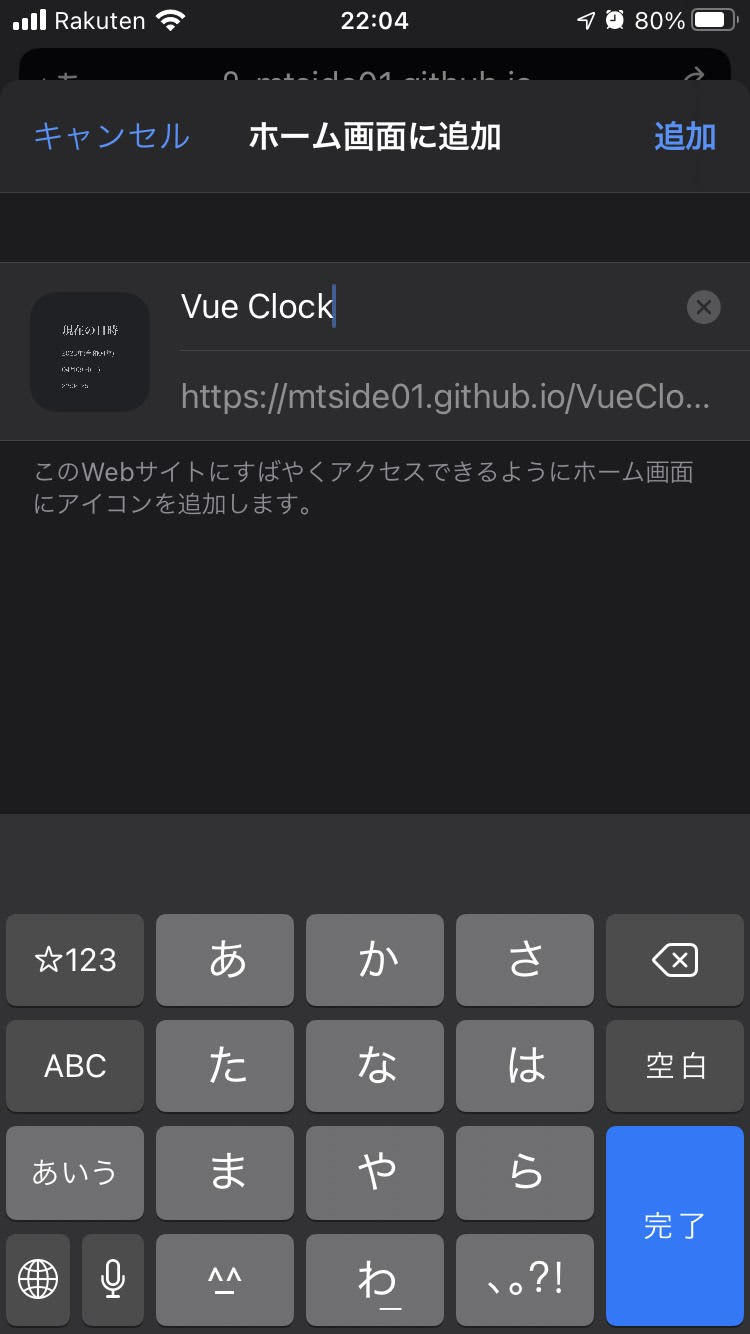 Rakuten 22:04 80%
mtside01.github.io
キャンセル ホーム画面に追加 追加
Vue Clock
現在の日時
https://mtside01.github.io/VueClo...
このWebサイトにすばやくアクセスできるようにホーム画面
にアイコンを追加します。
☆123 あ か さ
ABC た な は 空白
あいう ま や ら 完了
^_^ わ_ 、。?!